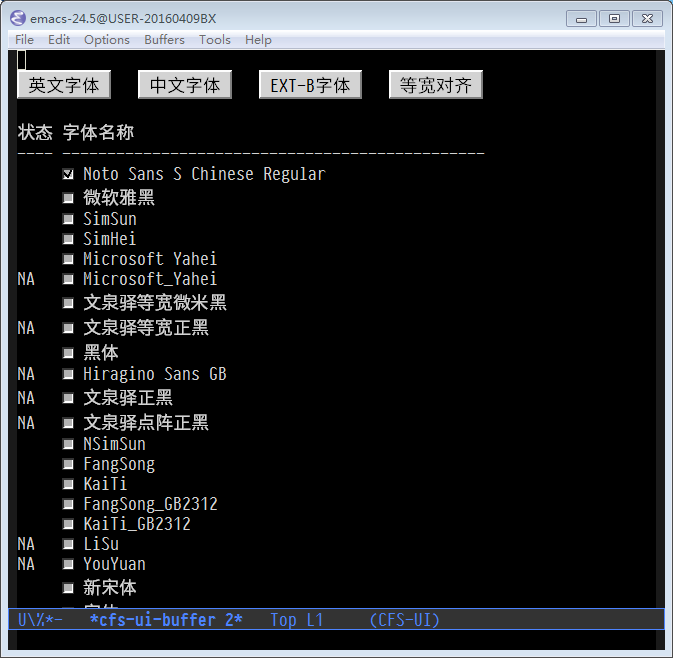 emacs-24.5@USER-20160409BX
File Edit Options Buffers Tools Help
英文字体 中文字体 EXT-B字体 等宽对齐
状态 字体名称
---- -----------------------------------------------
Noto Sans S Chinese Regular
微软雅黑
SimSun
SimHei
Microsoft Yahei
NA Microsoft_Yahei
文泉驿等宽微米黑
NA 文泉驿等宽正黑
黑体
NA Hiragino Sans GB
NA 文泉驿正黑
NA 文泉驿点阵正黑
NSimSun
FangSong
KaiTi
FangSong_GB2312
KaiTi_GB2312
NA LiSu
NA YouYuan
新宋体
U\%*- *cfs-ui-buffer 2* Top L1 (CFS-UI)